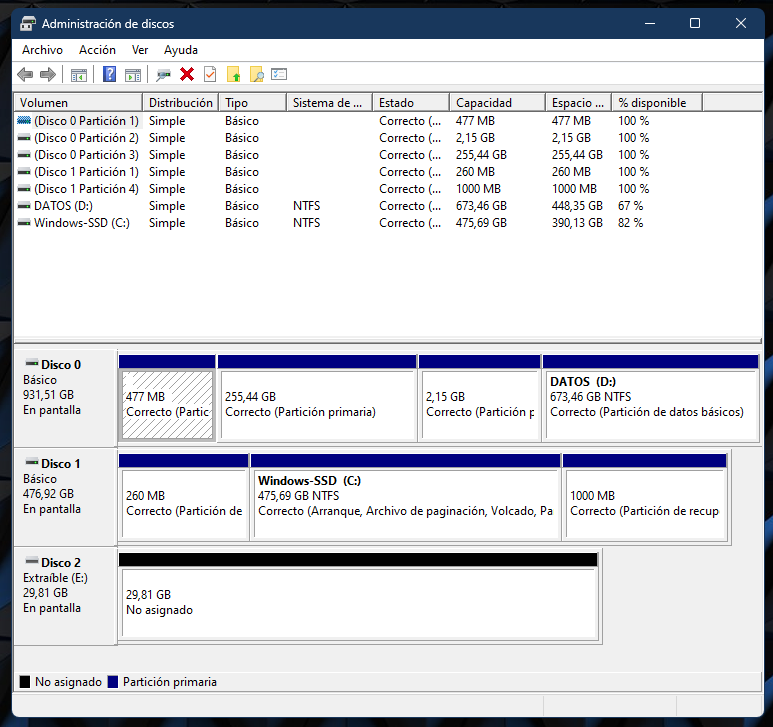 Administración de discos
Archivo Acción Ver Ayuda
Volumen Distribución Tipo Sistema de ... Estado Capacidad Espacio ... % disponible
(Disco 0 Partición 1) Simple Básico Correcto (... 477 MB 477 MB 100 %
(Disco 0 Partición 2) Simple Básico Correcto (... 2,15 GB 2,15 GB 100 %
(Disco 0 Partición 3) Simple Básico Correcto (... 255,44 GB 255,44 GB 100 %
(Disco 1 Partición 1) Simple Básico Correcto (... 260 MB 260 MB 100 %
(Disco 1 Partición 4) Simple Básico Correcto (... 1000 MB 1000 MB 100 %
DATOS (D:) Simple Básico NTFS Correcto (... 673,46 GB 448,35 GB 67 %
Windows-SSD (C:) Simple Básico NTFS Correcto (... 475,69 GB 390,13 GB 82 %
Disco 0
Básico
931,51 GB
En pantalla
477 MB
Correcto (Partic
255,44 GB
Correcto (Partición primaria)
2,15 GB
Correcto (Partición p
DATOS (D:)
673,46 GB NTFS
Correcto (Partición de datos básicos)
Disco 1
Básico
476,92 GB
En pantalla
260 MB
Correcto (Partición de
Windows-SSD (C:)
475,69 GB NTFS
Correcto (Arranque, Archivo de paginación, Volcado, Pa
1000 MB
Correcto (Partición de recup
Disco 2
Extraíble (E:)
29,81 GB
En pantalla
29,81 GB
No asignado
No asignado Partición primaria